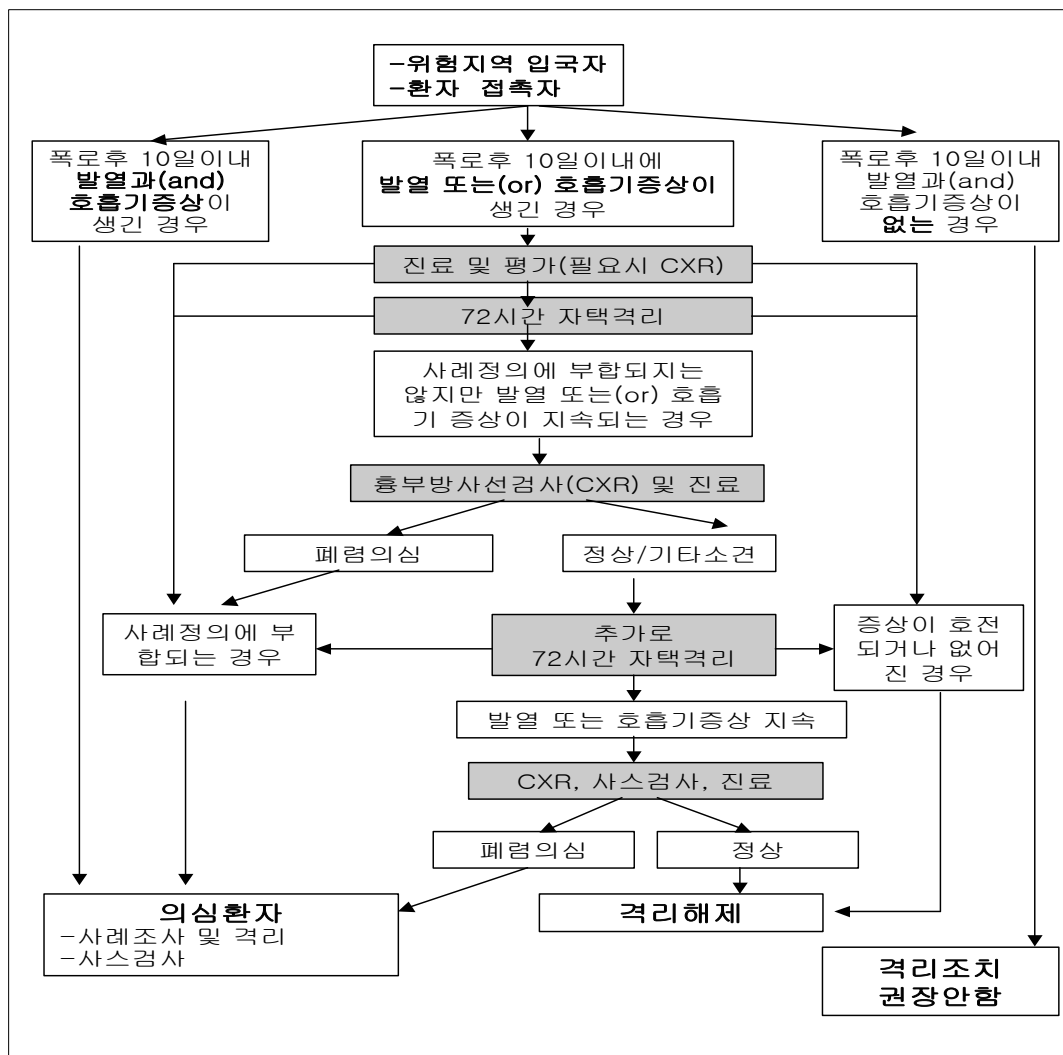 -위험지역 입국자
-환자 접촉자
폭로후 10일이내
발열과(and)
호흡기증상이
생긴 경우
폭로후 10일이내에
발열 또는(or) 호흡기증상이
생긴 경우
폭로후 10일이내
발열과(and)
호흡기증상이
없는 경우
진료 및 평가(필요시 CXR)
72시간 자택격리
사례정의에 부합되지는
않지만 발열 또는(or) 호흡
기 증상이 지속되는 경우
흉부방사선검사(CXR) 및 진료
폐렴의심
정상/기타소견
사례정의에 부
합되는 경우
추가로
72시간 자택격리
증상이 호전
되거나 없어
진 경우
발열 또는 호흡기증상 지속
CXR, 사스검사, 진료
폐렴의심
정상
의심환자
-사례조사 및 격리
-사스검사
격리해제
격리조치
권장안함